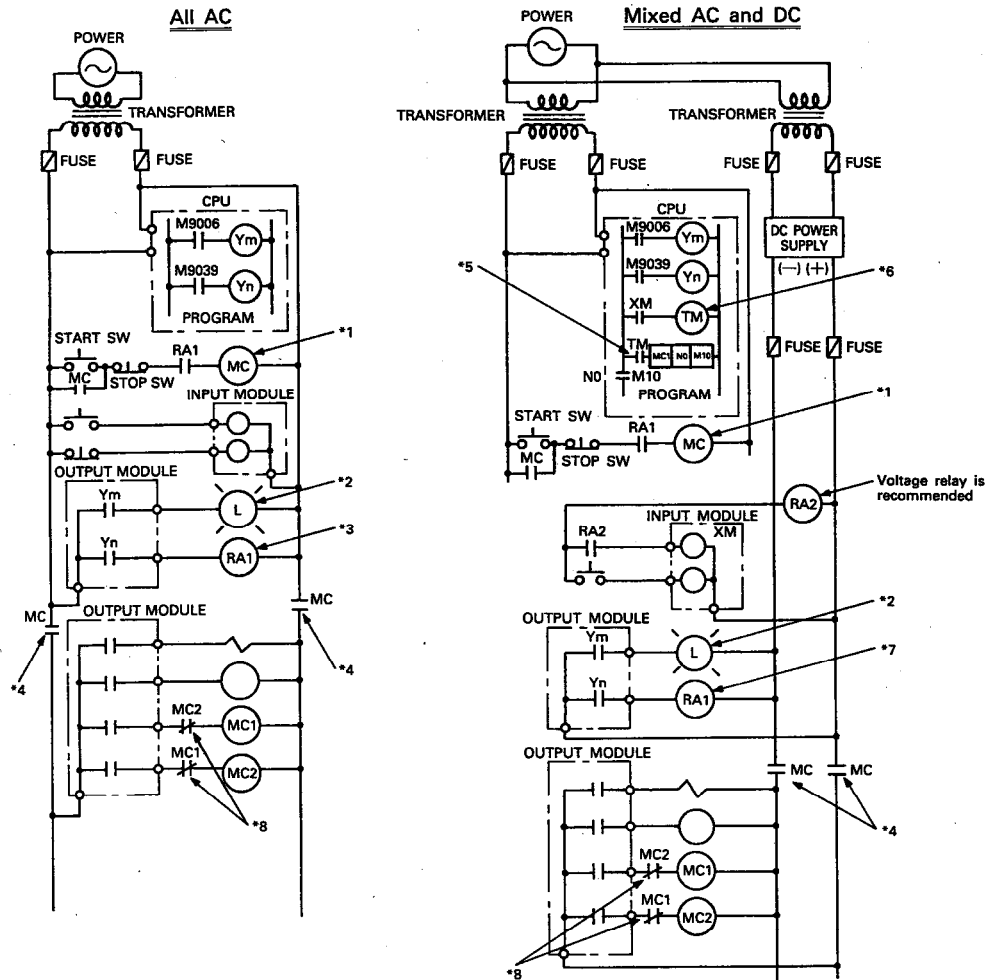 All AC
POWER
TRANSFORMER
FUSE
FUSE
CPU
M9006
Ym
M9039
Yn
PROGRAM
START SW
RA1
MC
*1
MC
STOP SW
INPUT MODULE
OUTPUT MODULE
Ym
L
*2
Yn
RA1
*3
MC
MC
OUTPUT MODULE
*4
*4
MC2
MC1
MC1
MC2
*8
Mixed AC and DC
POWER
TRANSFORMER
TRANSFORMER
FUSE
FUSE
FUSE
FUSE
CPU
M9006
Ym
DC POWER
SUPPLY
(—) (+)
*5
M9039
Yn
*6
XM
TM
TM
MC1 N0 M10
FUSE
FUSE
N0
M10
PROGRAM
START SW
RA1
MC
*1
MC
STOP SW
RA2
Voltage relay is
recommended
INPUT MODULE
RA2
XM
OUTPUT MODULE
Ym
L
*2
Yn
RA1
*7
OUTPUT MODULE
MC
MC
*4
MC2
MC1
MC1
MC2
*8